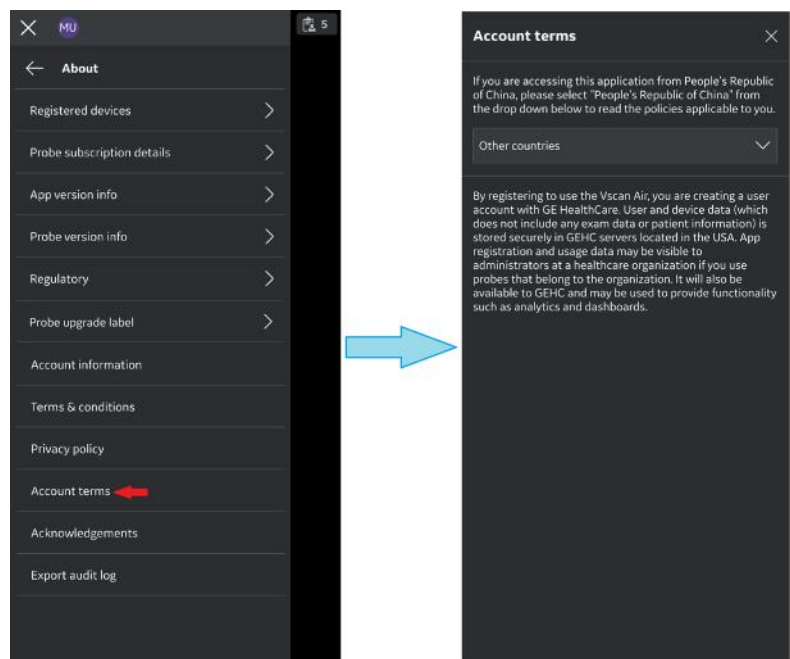 MU
5
About
Registered devices
Probe subscription details
App version info
Probe version info
Regulatory
Probe upgrade label
Account information
Terms & conditions
Privacy policy
Account terms
Acknowledgements
Export audit log
Account terms
If you are accessing this application from People's Republic
of China, please select "People's Republic of China" from
the drop down below to read the policies applicable to you.
Other countries
By registering to use the Vscan Air, you are creating a user
account with GE HealthCare. User and device data (which
does not include any exam data or patient information) is
stored securely in GEHC servers located in the USA. App
registration and usage data may be visible to
administrators at a healthcare organization if you use
probes that belong to the organization. It will also be
available to GEHC and may be used to provide functionality
such as analytics and dashboards.